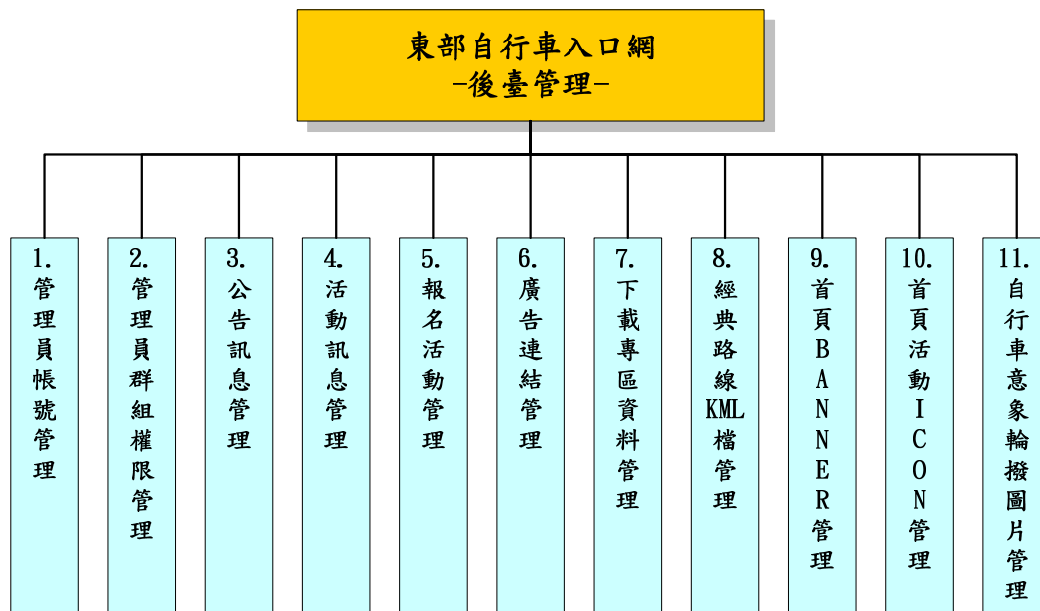 東部自行車入口網
-後臺管理-
1.
管理員帳號管理
2.
管理員群組權限管理
3.
公告訊息管理
4.
活動訊息管理
5.
報名活動管理
6.
廣告連結管理
7.
下載專區資料管理
8.
經典路線KML檔管理
9.
首頁BANNER管理
10.
首頁活動ICON管理
11.
自行車意象輪撥圖片管理